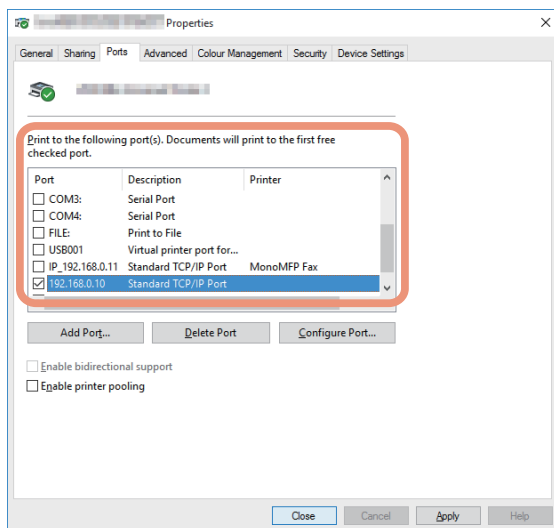 Properties
General Sharing Ports Advanced Colour Management Security Device Settings
Print to the following port(s). Documents will print to the first free
checked port.
Port Description Printer
COM3: Serial Port
COM4: Serial Port
FILE: Print to File
USB001 Virtual printer port for...
IP_192.168.0.11 Standard TCP/IP Port MonoMFP Fax
192.168.0.10 Standard TCP/IP Port
Add Port... Delete Port Configure Port...
Enable bidirectional support
Enable printer pooling
Close Cancel Apply Help